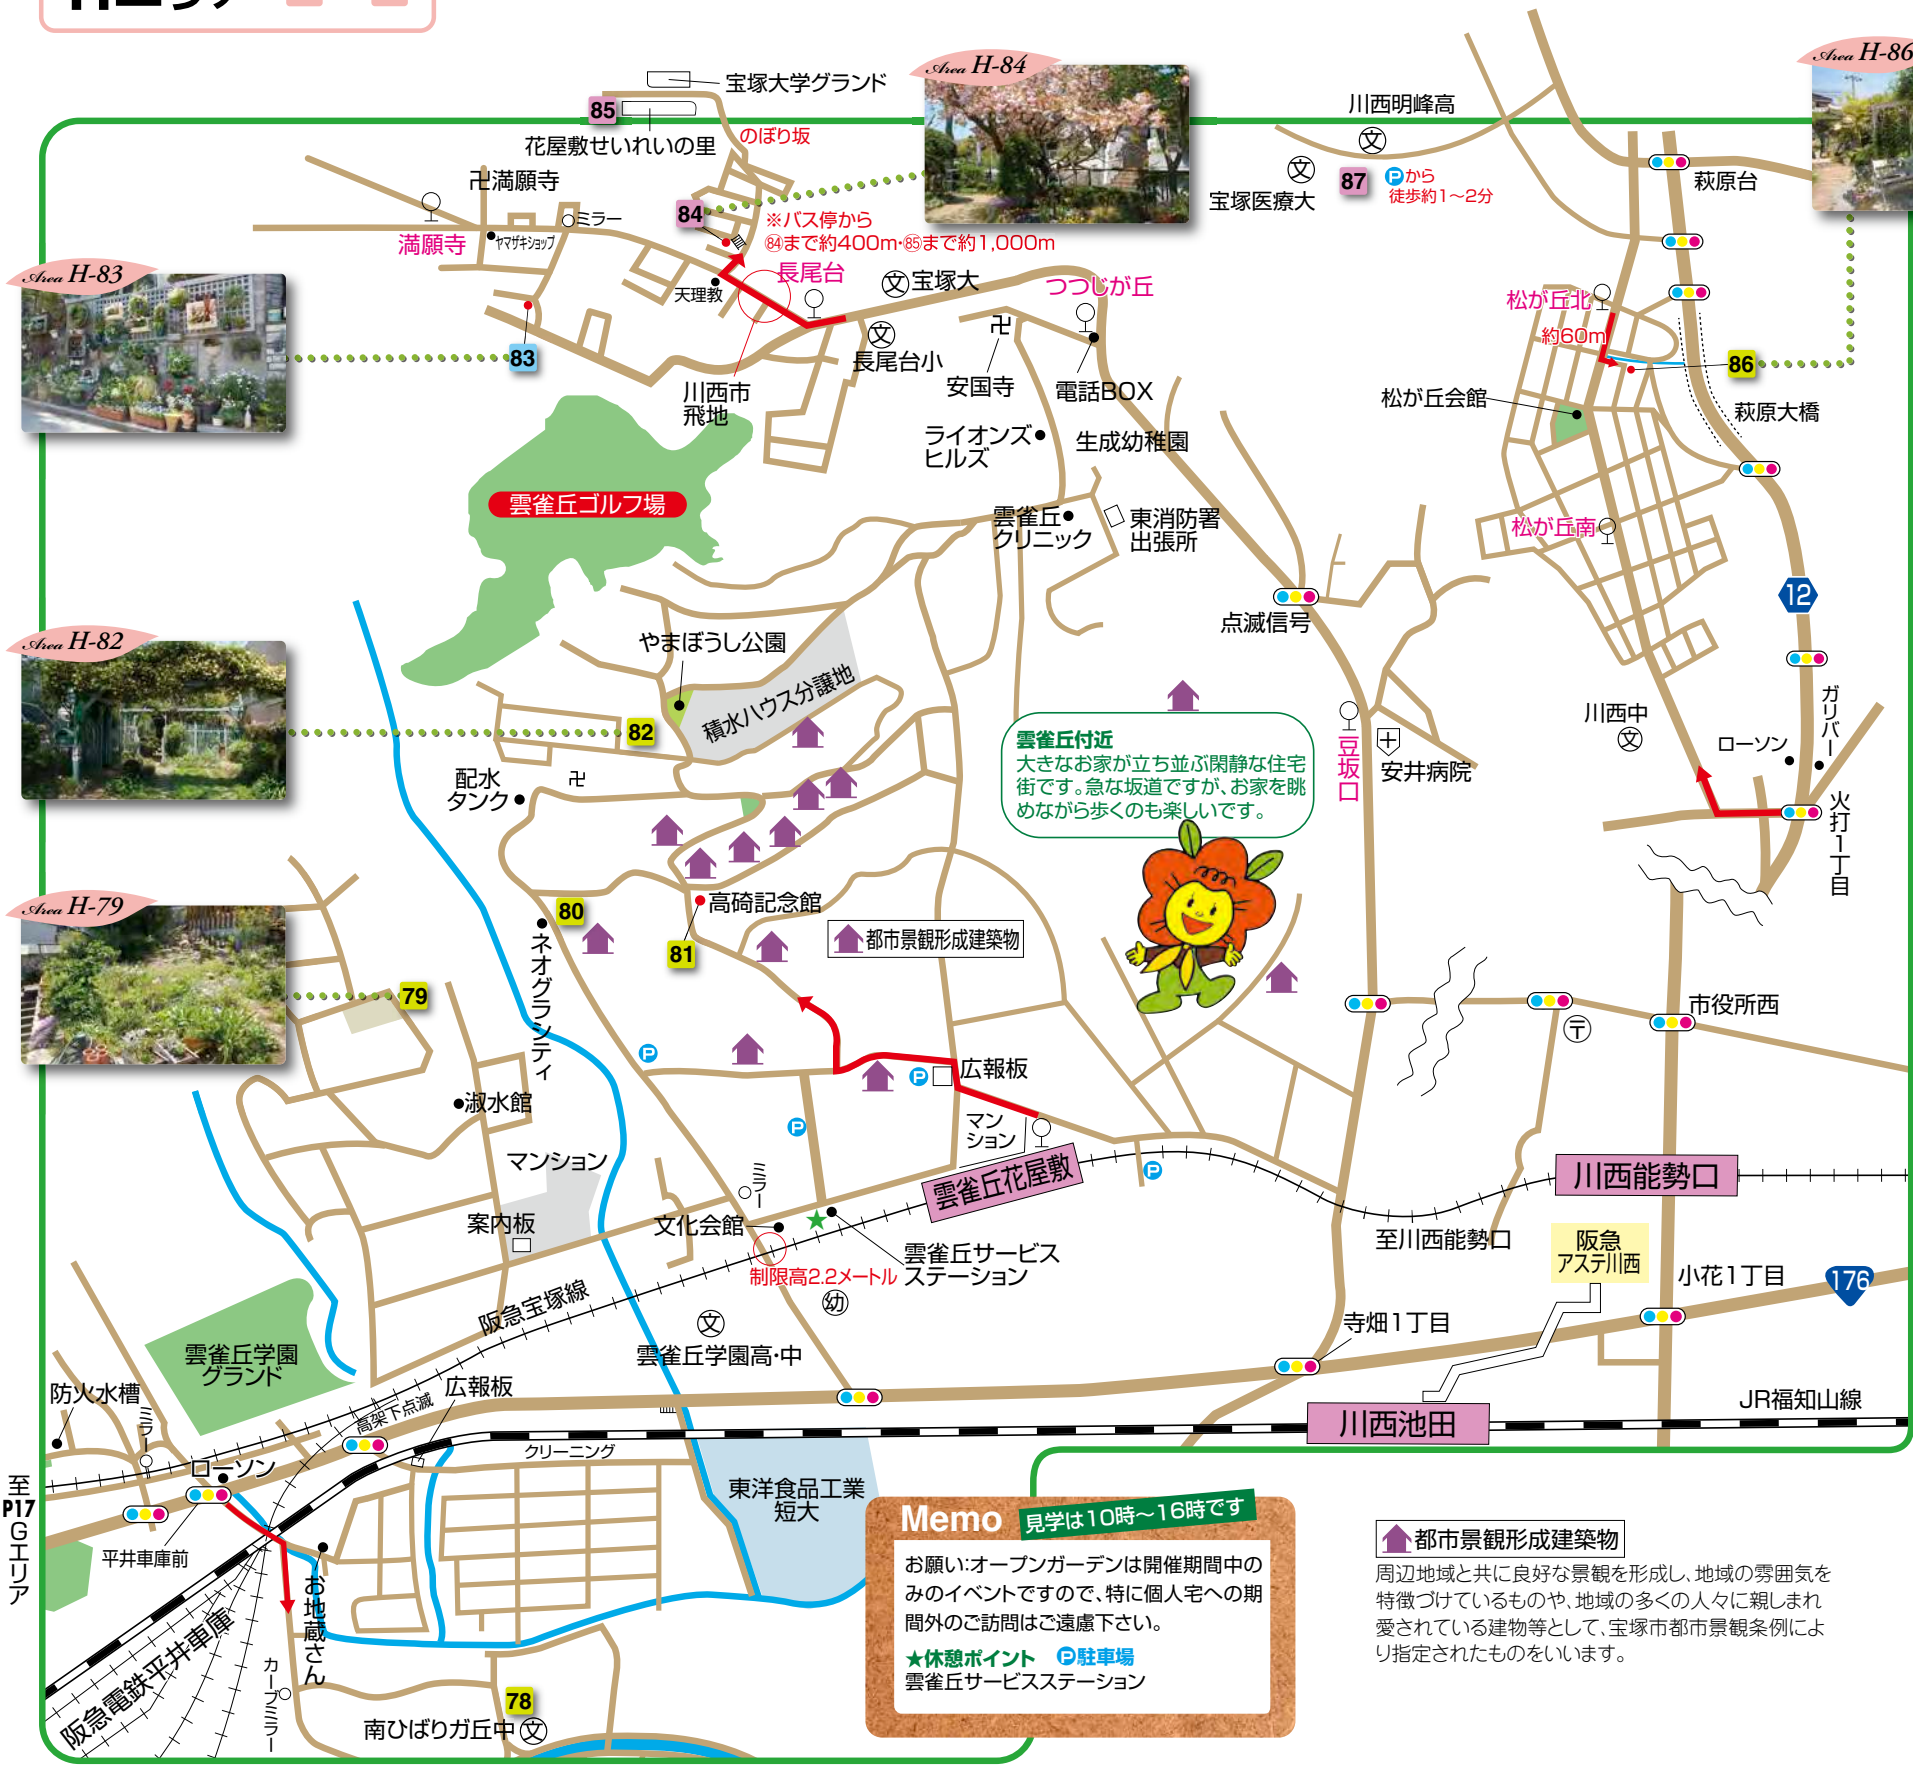 Hエリア
Area H-84
Area H-86
宝塚大学グランド
85
花屋敷せいれいの里
のぼり坂
川西明峰高
文
文
宝塚医療大
87
Pから
徒歩約1〜2分
萩原台
卍満願寺
満願寺
ミラー
ヤマザキショップ
84
※バス停から
84まで約400m・85まで約1,000m
長尾台
天理教
文宝塚大
つつじが丘
Area H-83
83
川西市
飛地
文
長尾台小
卍
安国寺
電話BOX
松が丘北
約60m
86
松が丘会館
萩原大橋
ライオンズ
ヒルズ
生成幼稚園
雲雀丘ゴルフ場
雲雀丘
クリニック
東消防署
出張所
松が丘南
12
点滅信号
Area H-82
やまぼうし公園
積水ハウス分譲地
82
配水
タンク
卍
雲雀丘付近
大きなお家が立ち並ぶ閑静な住宅
街です。急な坂道ですが、お家を眺
めながら歩くのも楽しいです。
豆坂口
安井病院
川西中
文
ローソン
ガリバー
火打1丁目
Area H-79
79
80
ネオグランシティ
高碕記念館
81
都市景観形成建築物
市役所西
〒
P
P
広報板
淑水館
P
マン
ション
マンション
ミラー
雲雀丘花屋敷
P
川西能勢口
案内板
文化会館
★
雲雀丘サービス
ステーション
制限高2.2メートル
至川西能勢口
阪急
アステ川西
小花1丁目
176
阪急宝塚線
幼
文
雲雀丘学園高・中
寺畑1丁目
雲雀丘学園
グランド
防火水槽
ミラー
高架下点滅
広報板
川西池田
JR福知山線
ローソン
クリーニング
至
P17
Gエリア
平井車庫前
お地蔵さん
東洋食品工業
短大
阪急電鉄平井車庫
カーブミラー
78
南ひばりガ丘中文
Memo
見学は10時〜16時です
お願い:オープンガーデンは開催期間中の
みのイベントですので、特に個人宅への期
間外のご訪問はご遠慮下さい。
★休憩ポイント P駐車場
雲雀丘サービスステーション
都市景観形成建築物
周辺地域と共に良好な景観を形成し、地域の雰囲気を
特徴づけているものや、地域の多くの人々に親しまれ
愛されている建物等として、宝塚市都市景観条例によ
り指定されたものをいいます。